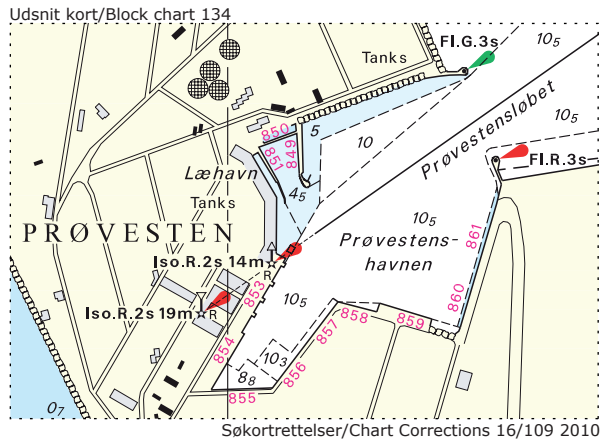 Udsnit kort/Block chart 134
Fl.G.3s
10₅
Tanks
Prøvestensløbet
10₅
850
5
849
851
10
Fl.R.3s
Læhavn
4₅
Tanks
10₅
PRØVESTEN
Prøvestens-
havnen
861
Iso.R.2s 14m
R
853
10₅
860
Iso.R.2s 19m
R
857
858
859
854
10₃
856
8₈
855
0₇
Søkortrettelser/Chart Corrections 16/109 2010